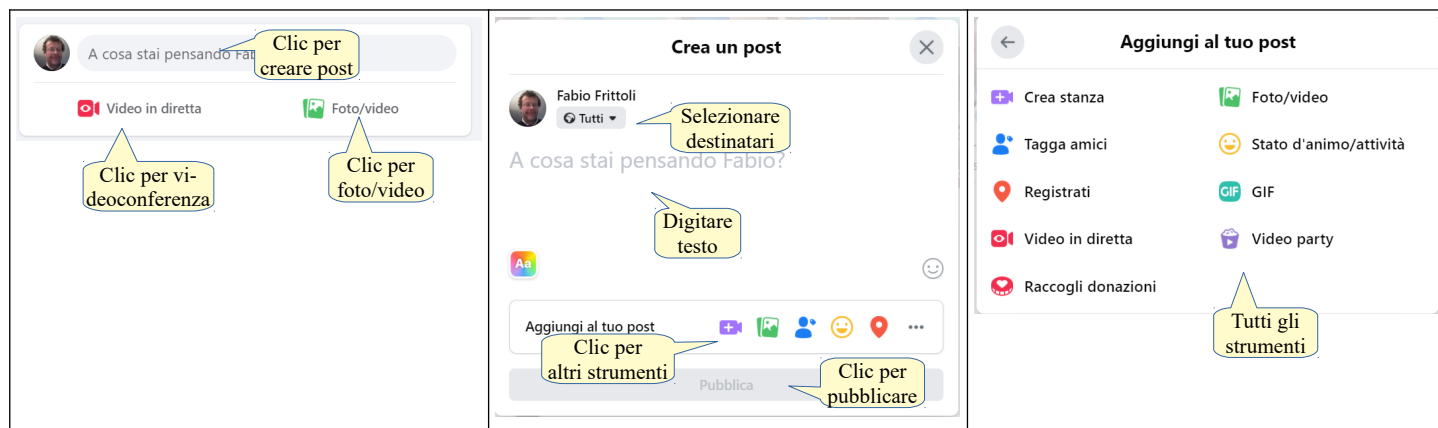 A cosa stai pensando Fa
Clic per
creare post
Video in diretta
Foto/video
Clic per vi-
deoconferenza
Clic per
foto/video
Crea un post
Fabio Frittoli
Tutti
Selezionare
destinatari
A cosa stai pensando Fabio?
Digitare
testo
Aa
Aggiungi al tuo post
Clic per
altri strumenti
Pubblica
Clic per
pubblicare
Aggiungi al tuo post
Crea stanza
Foto/video
Tagga amici
Stato d'animo/attività
Registrati
GIF GIF
Video in diretta
Video party
Raccogli donazioni
Tutti gli
strumenti